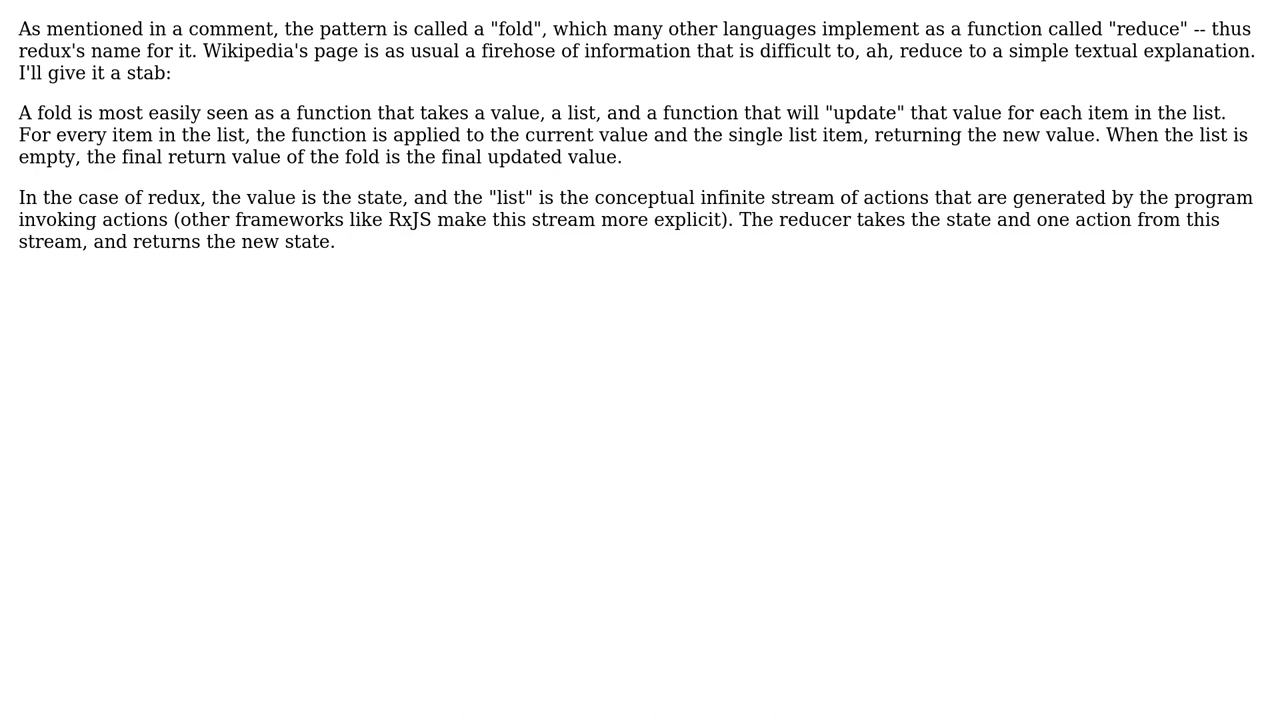 As mentioned in a comment, the pattern is called a "fold", which many other languages implement as a function called "reduce" -- thus
redux's name for it. Wikipedia's page is as usual a firehose of information that is difficult to, ah, reduce to a simple textual explanation.
I'll give it a stab:
A fold is most easily seen as a function that takes a value, a list, and a function that will "update" that value for each item in the list.
For every item in the list, the function is applied to the current value and the single list item, returning the new value. When the list is
empty, the final return value of the fold is the final updated value.
In the case of redux, the value is the state, and the "list" is the conceptual infinite stream of actions that are generated by the program
invoking actions (other frameworks like RxJS make this stream more explicit). The reducer takes the state and one action from this
stream, and returns the new state.